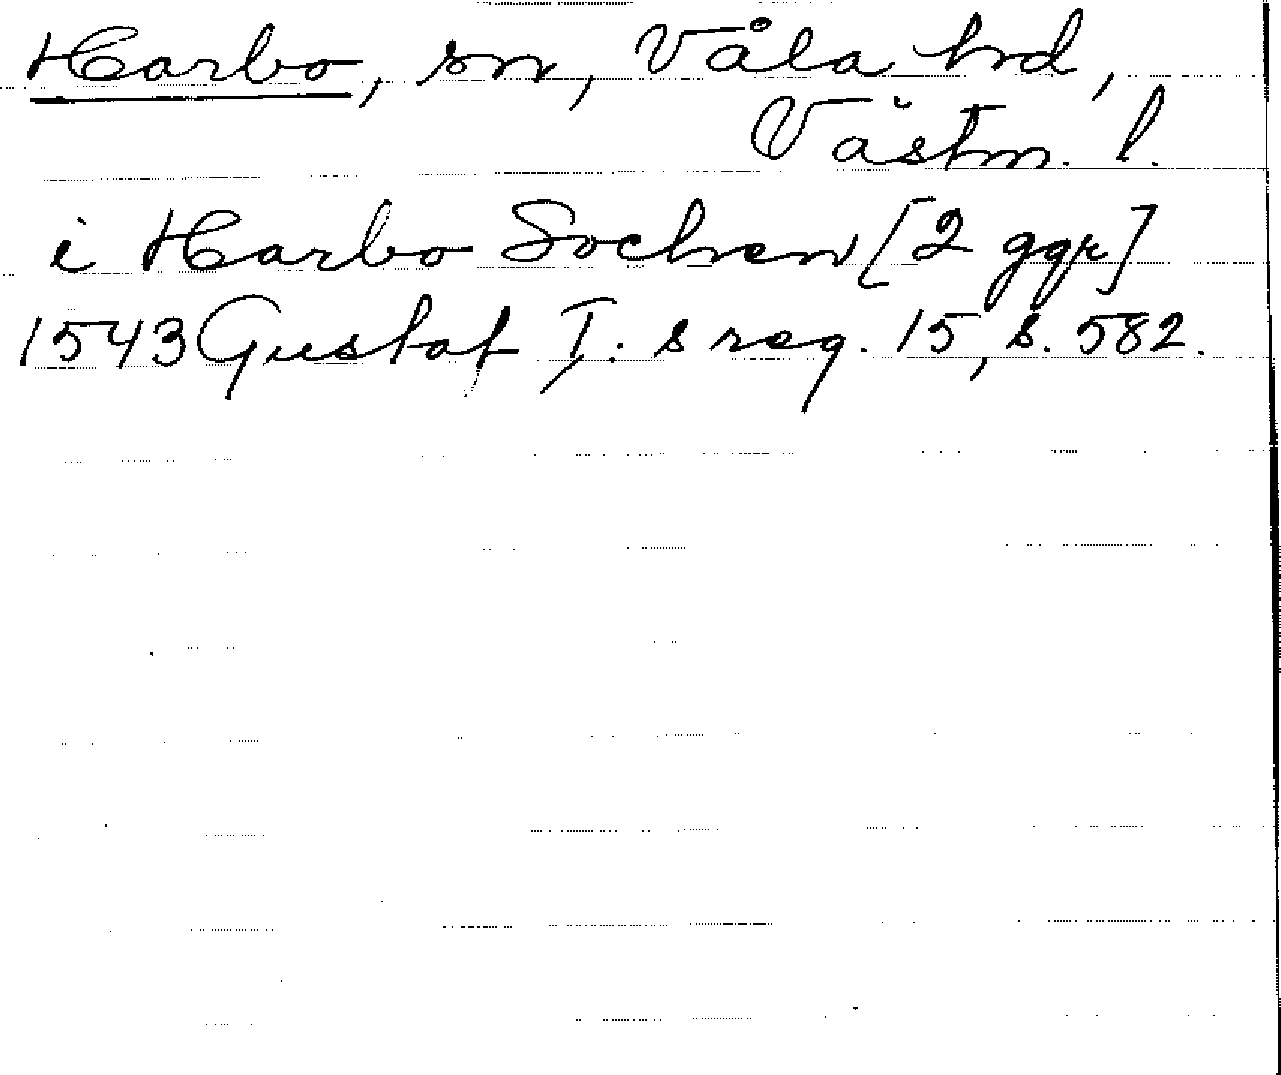 Harbo, sn, Våla hd,
Västm. l.
i Harbo Sochen [2 ggr]
1543 Gustaf I:s reg. 15, s. 582.